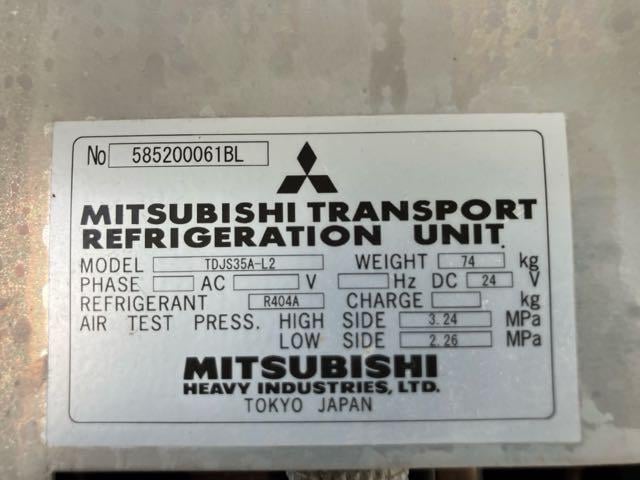 No 585200061BL
MITSUBISHI TRANSPORT
REFRIGERATION UNIT
MODEL TDJS35A-L2 WEIGHT 74 kg
PHASE AC V Hz DC 24 V
REFRIGERANT R404A CHARGE kg
AIR TEST PRESS. HIGH SIDE 3.24 MPa
LOW SIDE 2.26 MPa
MITSUBISHI
HEAVY INDUSTRIES, LTD.
TOKYO JAPAN